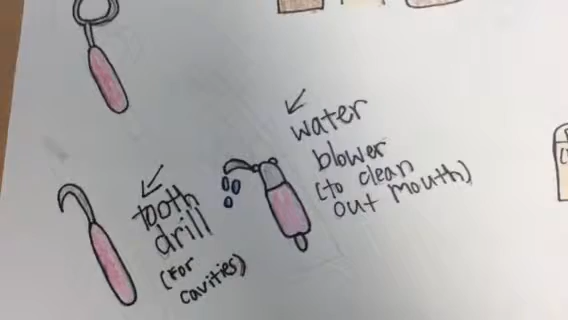 water
blower
(to clean
out mouth)
tooth
drill
(for
cavities)